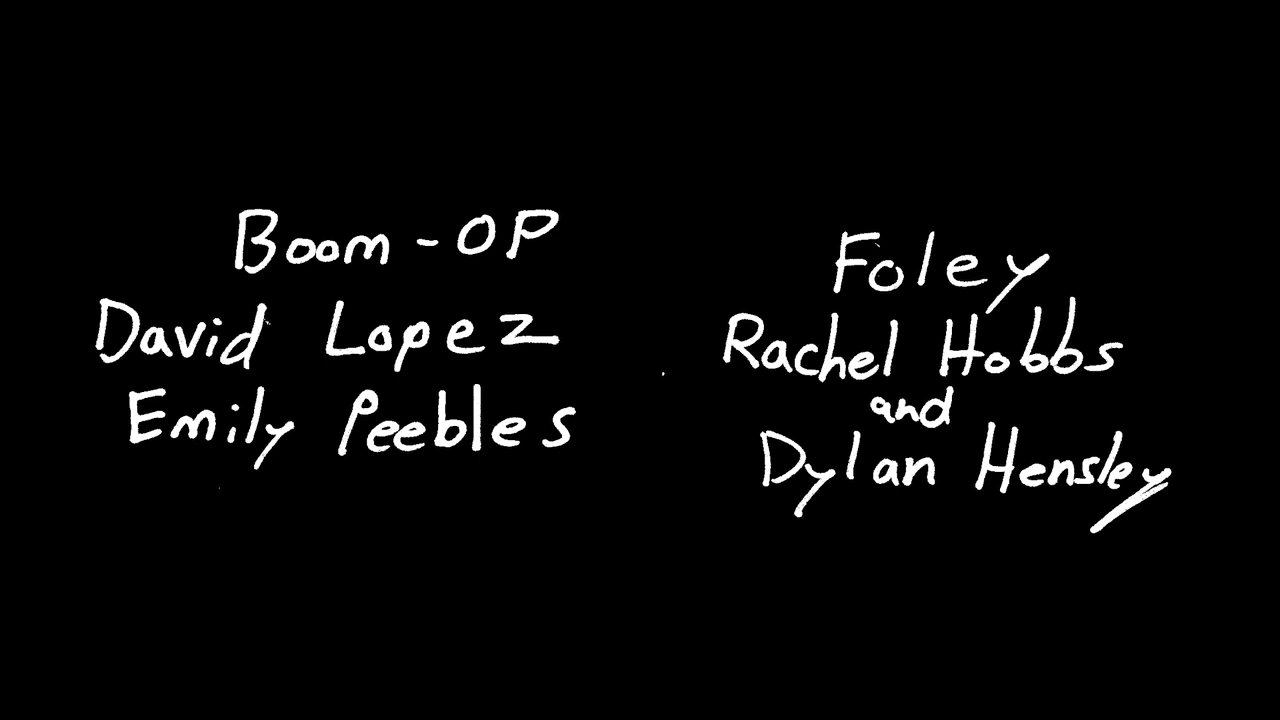 Boom-OP
David Lopez
Emily Peebles
Foley
Rachel Hobbs
and
Dylan Hensley